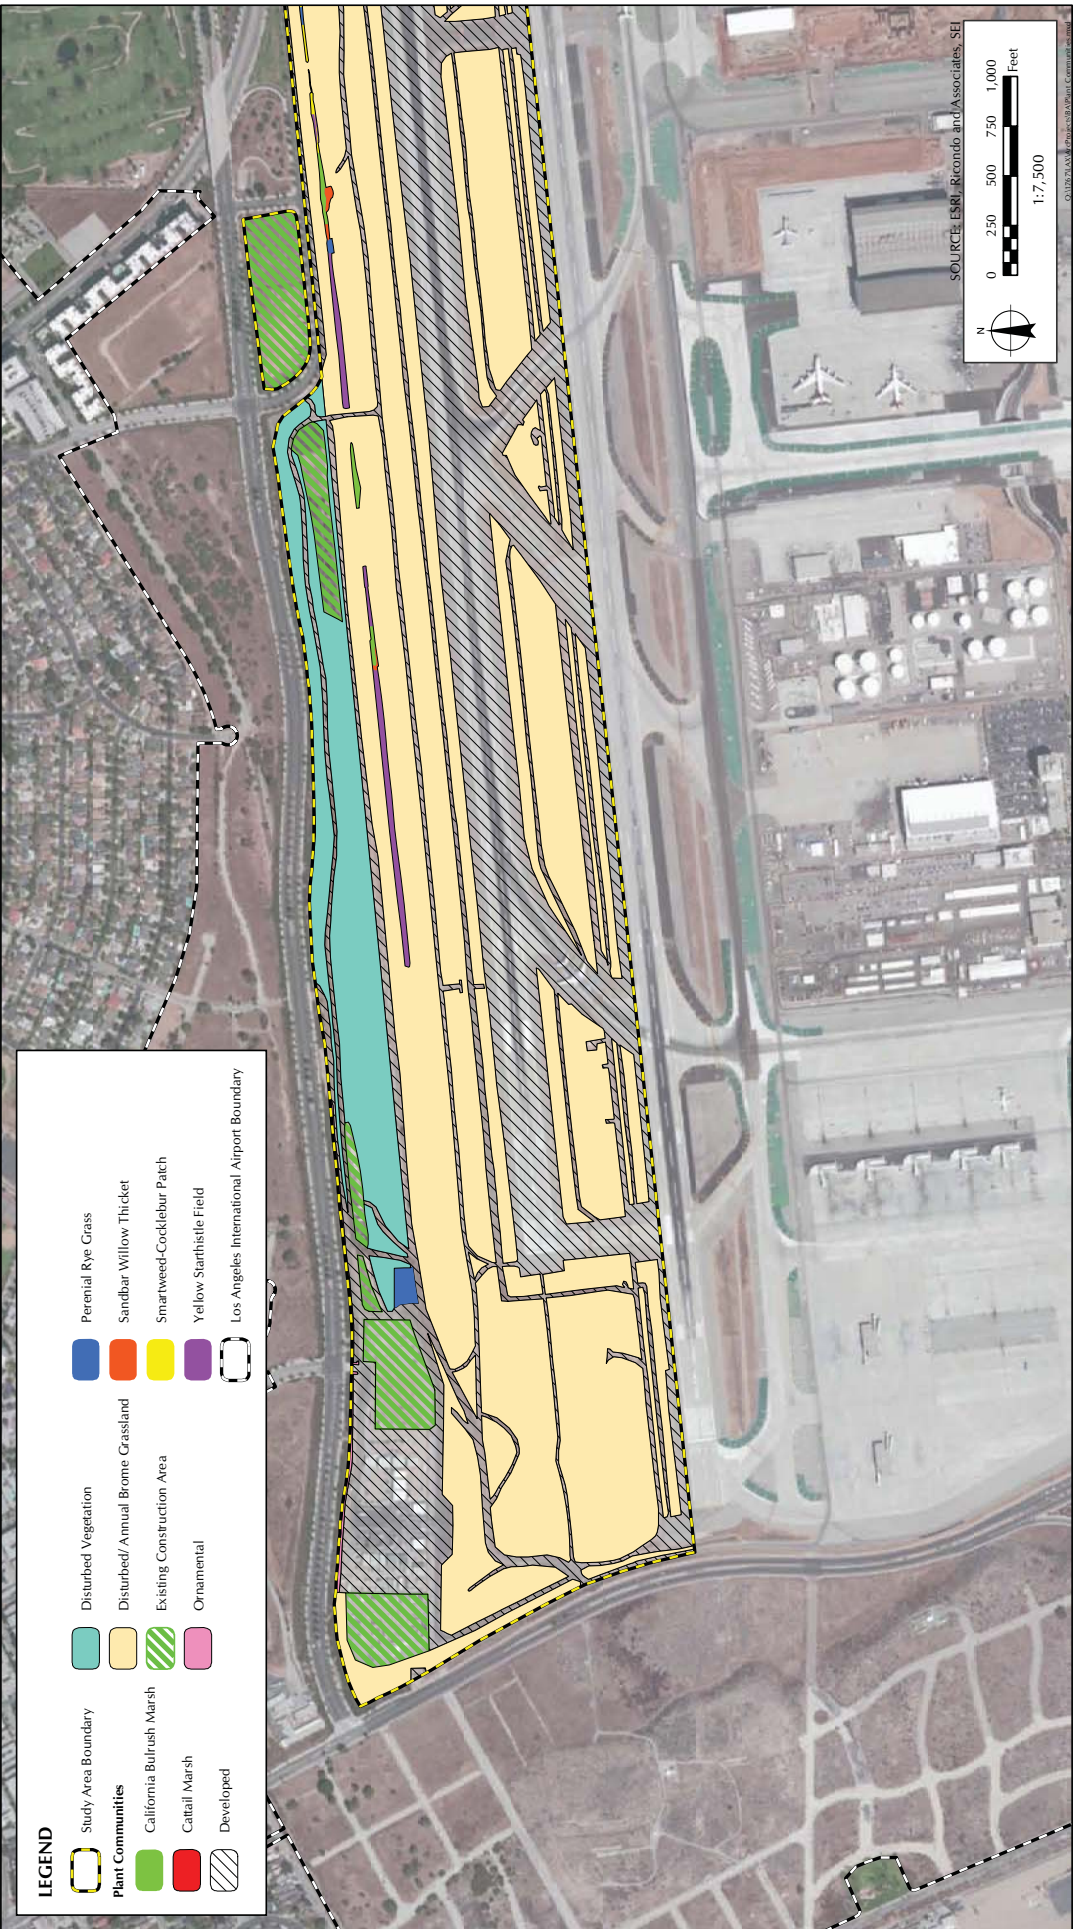 LEGEND
Study Area Boundary
Plant Communities
California Bulrush Marsh
Cattail Marsh
Developed
Disturbed Vegetation
Disturbed/ Annual Brome Grassland
Existing Construction Area
Ornamental
Perenial Rye Grass
Sandbar Willow Thicket
Smartweed-Cocklebur Patch
Yellow Starthistle Field
Los Angeles International Airport Boundary
SOURCE: ESRI, Ricondo and Associates, SEI
N
0 250 500 750 1,000
Feet
1:7,500